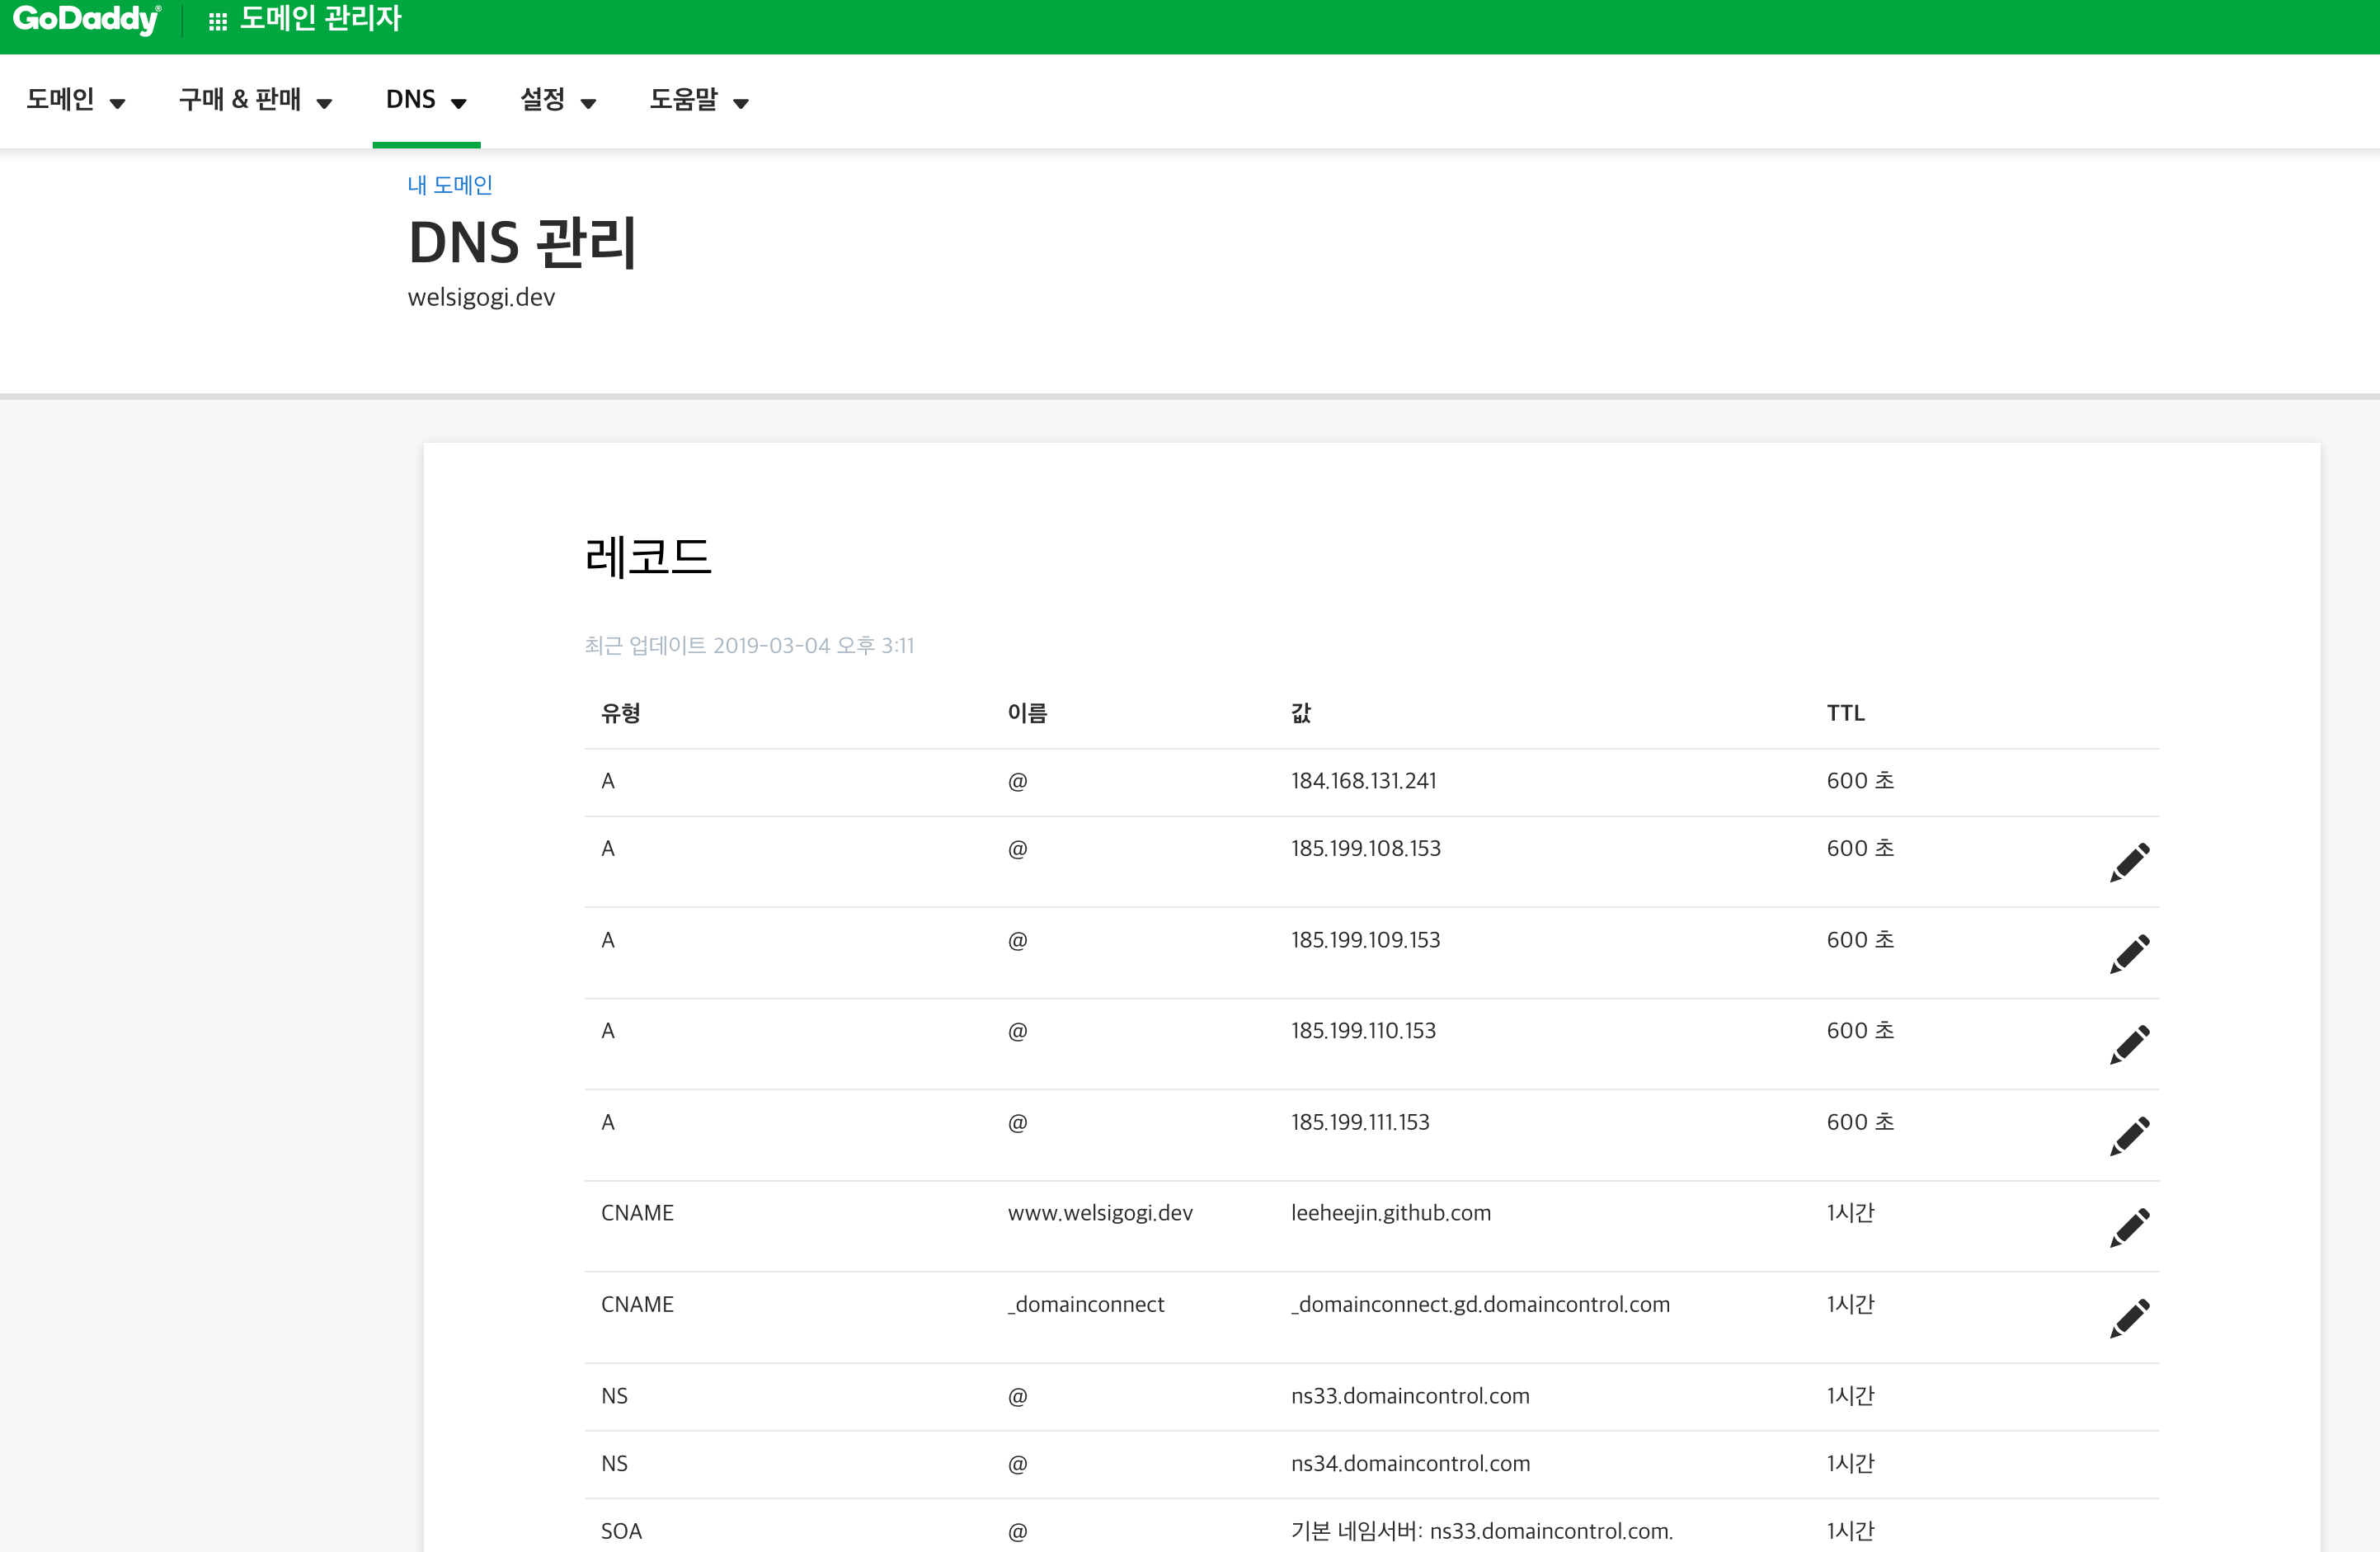 GoDaddy® 도메인 관리자
도메인 구매 & 판매 DNS 설정 도움말
내 도메인
DNS 관리
welsigogi.dev
레코드
최근 업데이트 2019-03-04 오후 3:11
유형 이름 값 TTL
A @ 184.168.131.241 600 초
A @ 185.199.108.153 600 초
A @ 185.199.109.153 600 초
A @ 185.199.110.153 600 초
A @ 185.199.111.153 600 초
CNAME www.welsigogi.dev leeheejin.github.com 1시간
CNAME _domainconnect _domainconnect.gd.domaincontrol.com 1시간
NS @ ns33.domaincontrol.com 1시간
NS @ ns34.domaincontrol.com 1시간
SOA @ 기본 네임서버: ns33.domaincontrol.com. 1시간